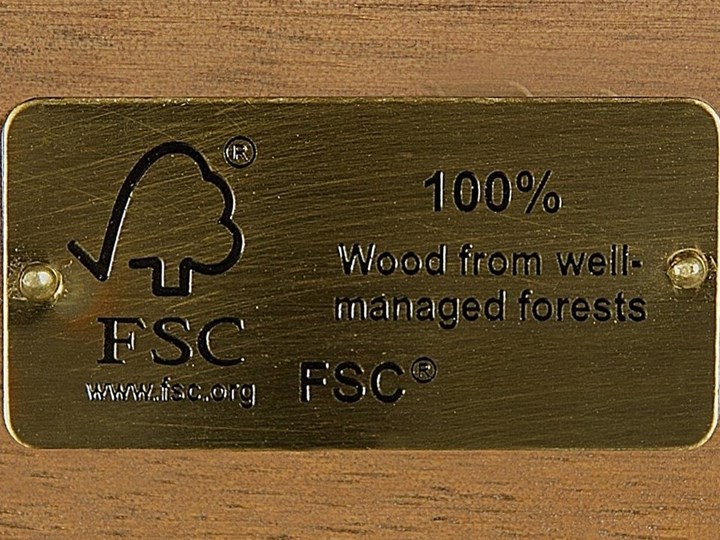 ®
FSC
www.fsc.org
100%
Wood from well-
managed forests
FSC®